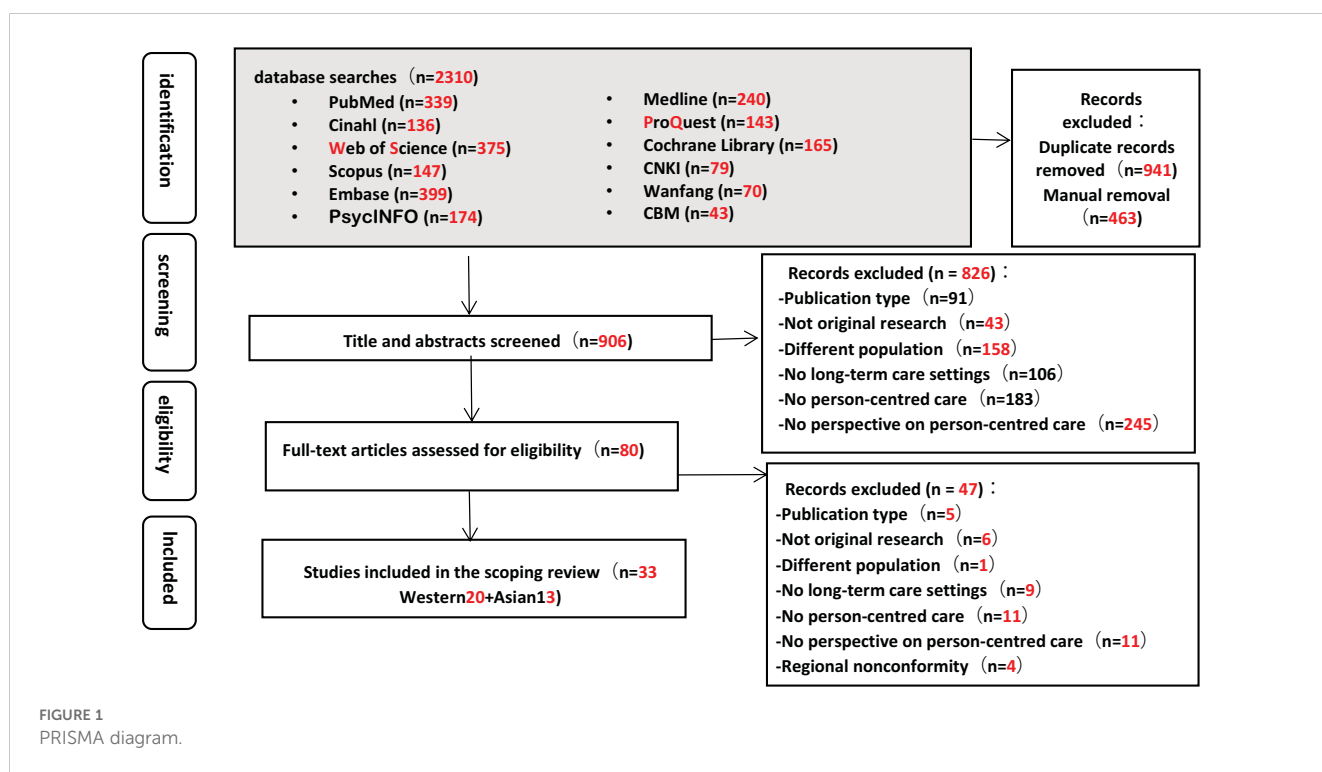 identification
database searches（n=2310)
• PubMed (n=339)
• Cinahl (n=136)
• Web of Science (n=375)
• Scopus (n=147)
• Embase (n=399)
• PsycINFO (n=174)
• Medline (n=240)
• ProQuest (n=143)
• Cochrane Library (n=165)
• CNKI (n=79)
• Wanfang (n=70)
• CBM (n=43)
Records
excluded：
Duplicate records
removed（n=941)
Manual removal
（n=463)
screening
Title and abstracts screened（n=906)
Records excluded (n = 826)：
-Publication type（n=91)
-Not original research（n=43)
-Different population（n=158)
-No long-term care settings（n=106)
-No person-centred care（n=183)
-No perspective on person-centred care（n=245)
eligibility
Full-text articles assessed for eligibility（n=80)
Records excluded (n = 47)：
-Publication type（n=5)
-Not original research（n=6)
-Different population（n=1)
-No long-term care settings（n=9)
-No person-centred care（n=11)
-No perspective on person-centred care（n=11)
-Regional nonconformity（n=4)
Included
Studies included in the scoping review（n=33
Western20+Asian13)
FIGURE 1
PRISMA diagram.